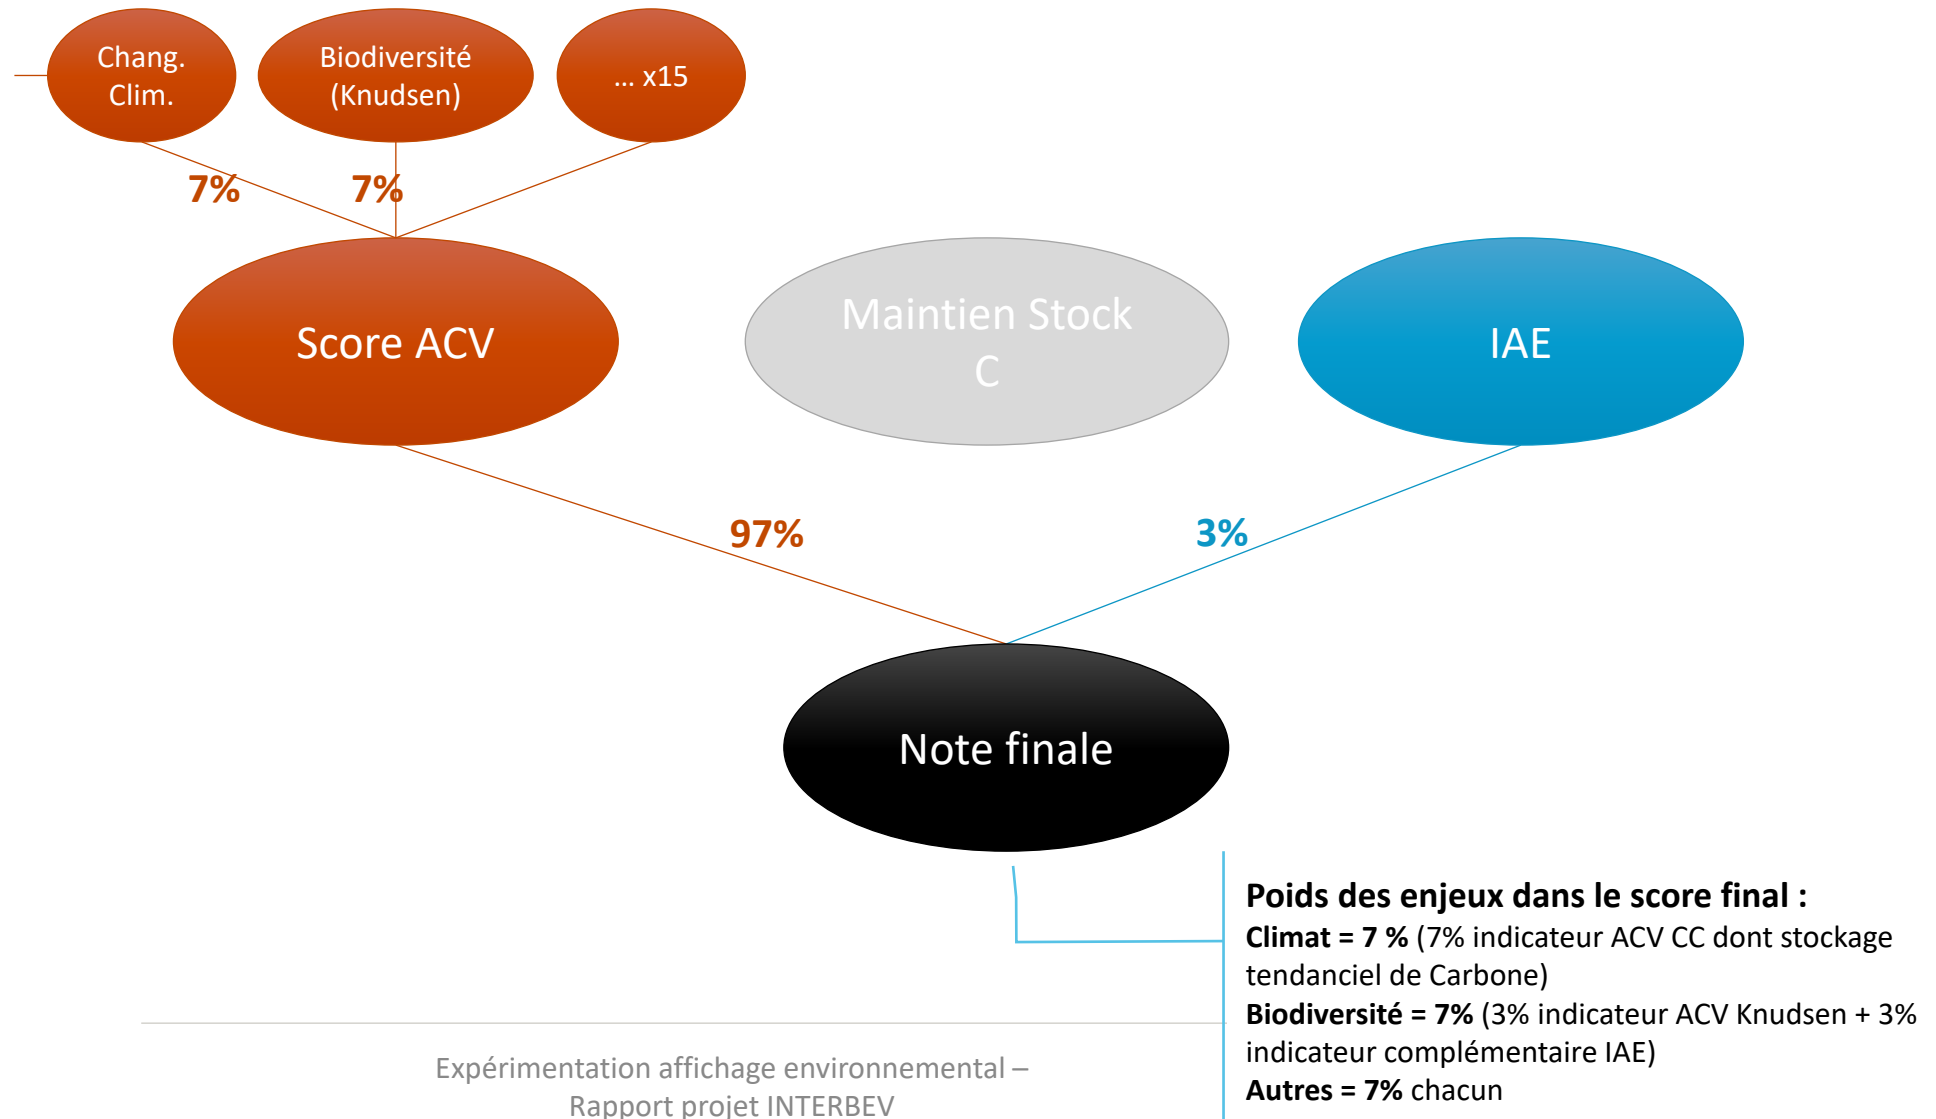 Chang.
Clim.
Biodiversité
(Knudsen)
... x15
7%
7%
Score ACV
Maintien Stock
C
IAE
97%
3%
Note finale
Poids des enjeux dans le score final :
Climat = 7 % (7% indicateur ACV CC dont stockage
tendanciel de Carbone)
Biodiversité = 7% (3% indicateur ACV Knudsen + 3%
indicateur complémentaire IAE)
Autres = 7% chacun
Expérimentation affichage environnemental –
Rapport projet INTERBEV